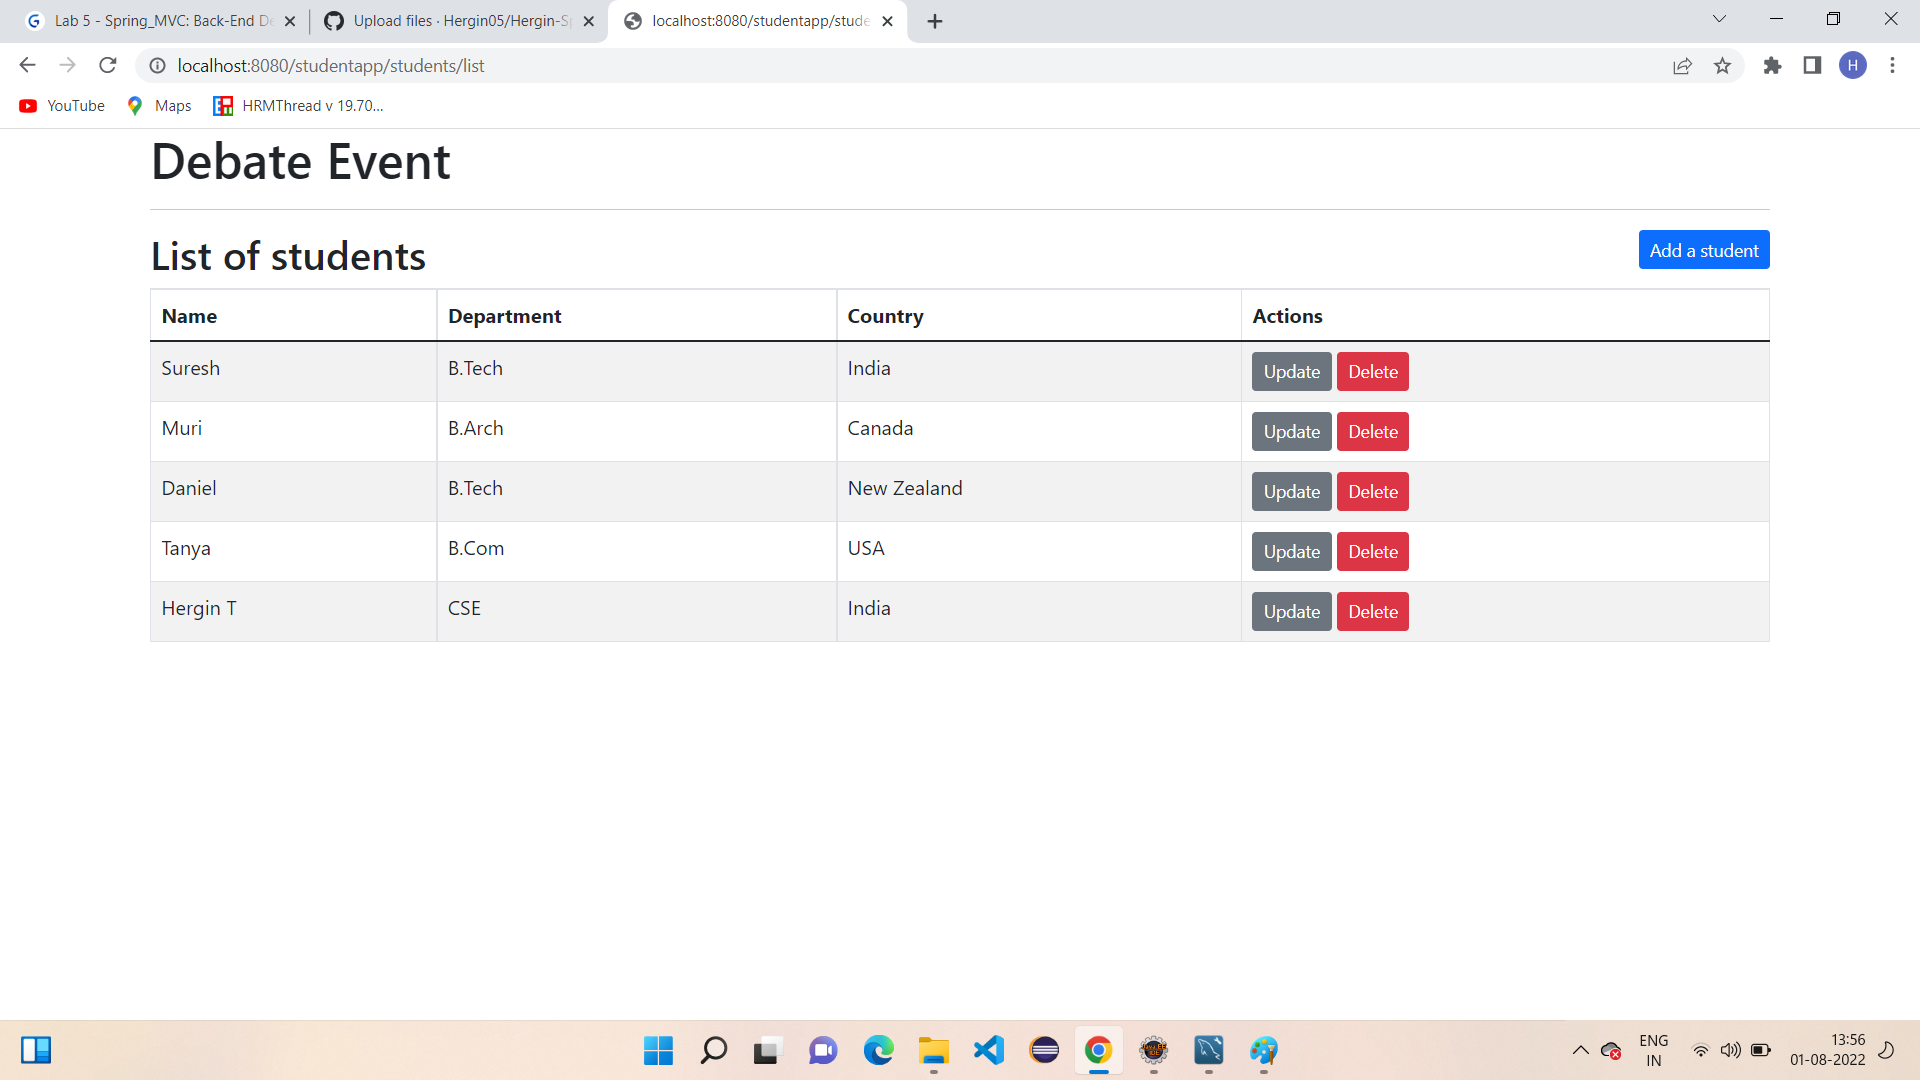 Lab 5 - Spring_MVC: Back-End De
Upload files · Hergin05/Hergin-Sp
localhost:8080/studentapp/stude
localhost:8080/studentapp/students/list
H
YouTube
Maps
HRMThread v 19.70...
Debate Event
List of students
Add a student
Name Department Country Actions
Suresh B.Tech India Update Delete
Muri B.Arch Canada Update Delete
Daniel B.Tech New Zealand Update Delete
Tanya B.Com USA Update Delete
Hergin T CSE India Update Delete
ENG
IN
13:56
01-08-2022